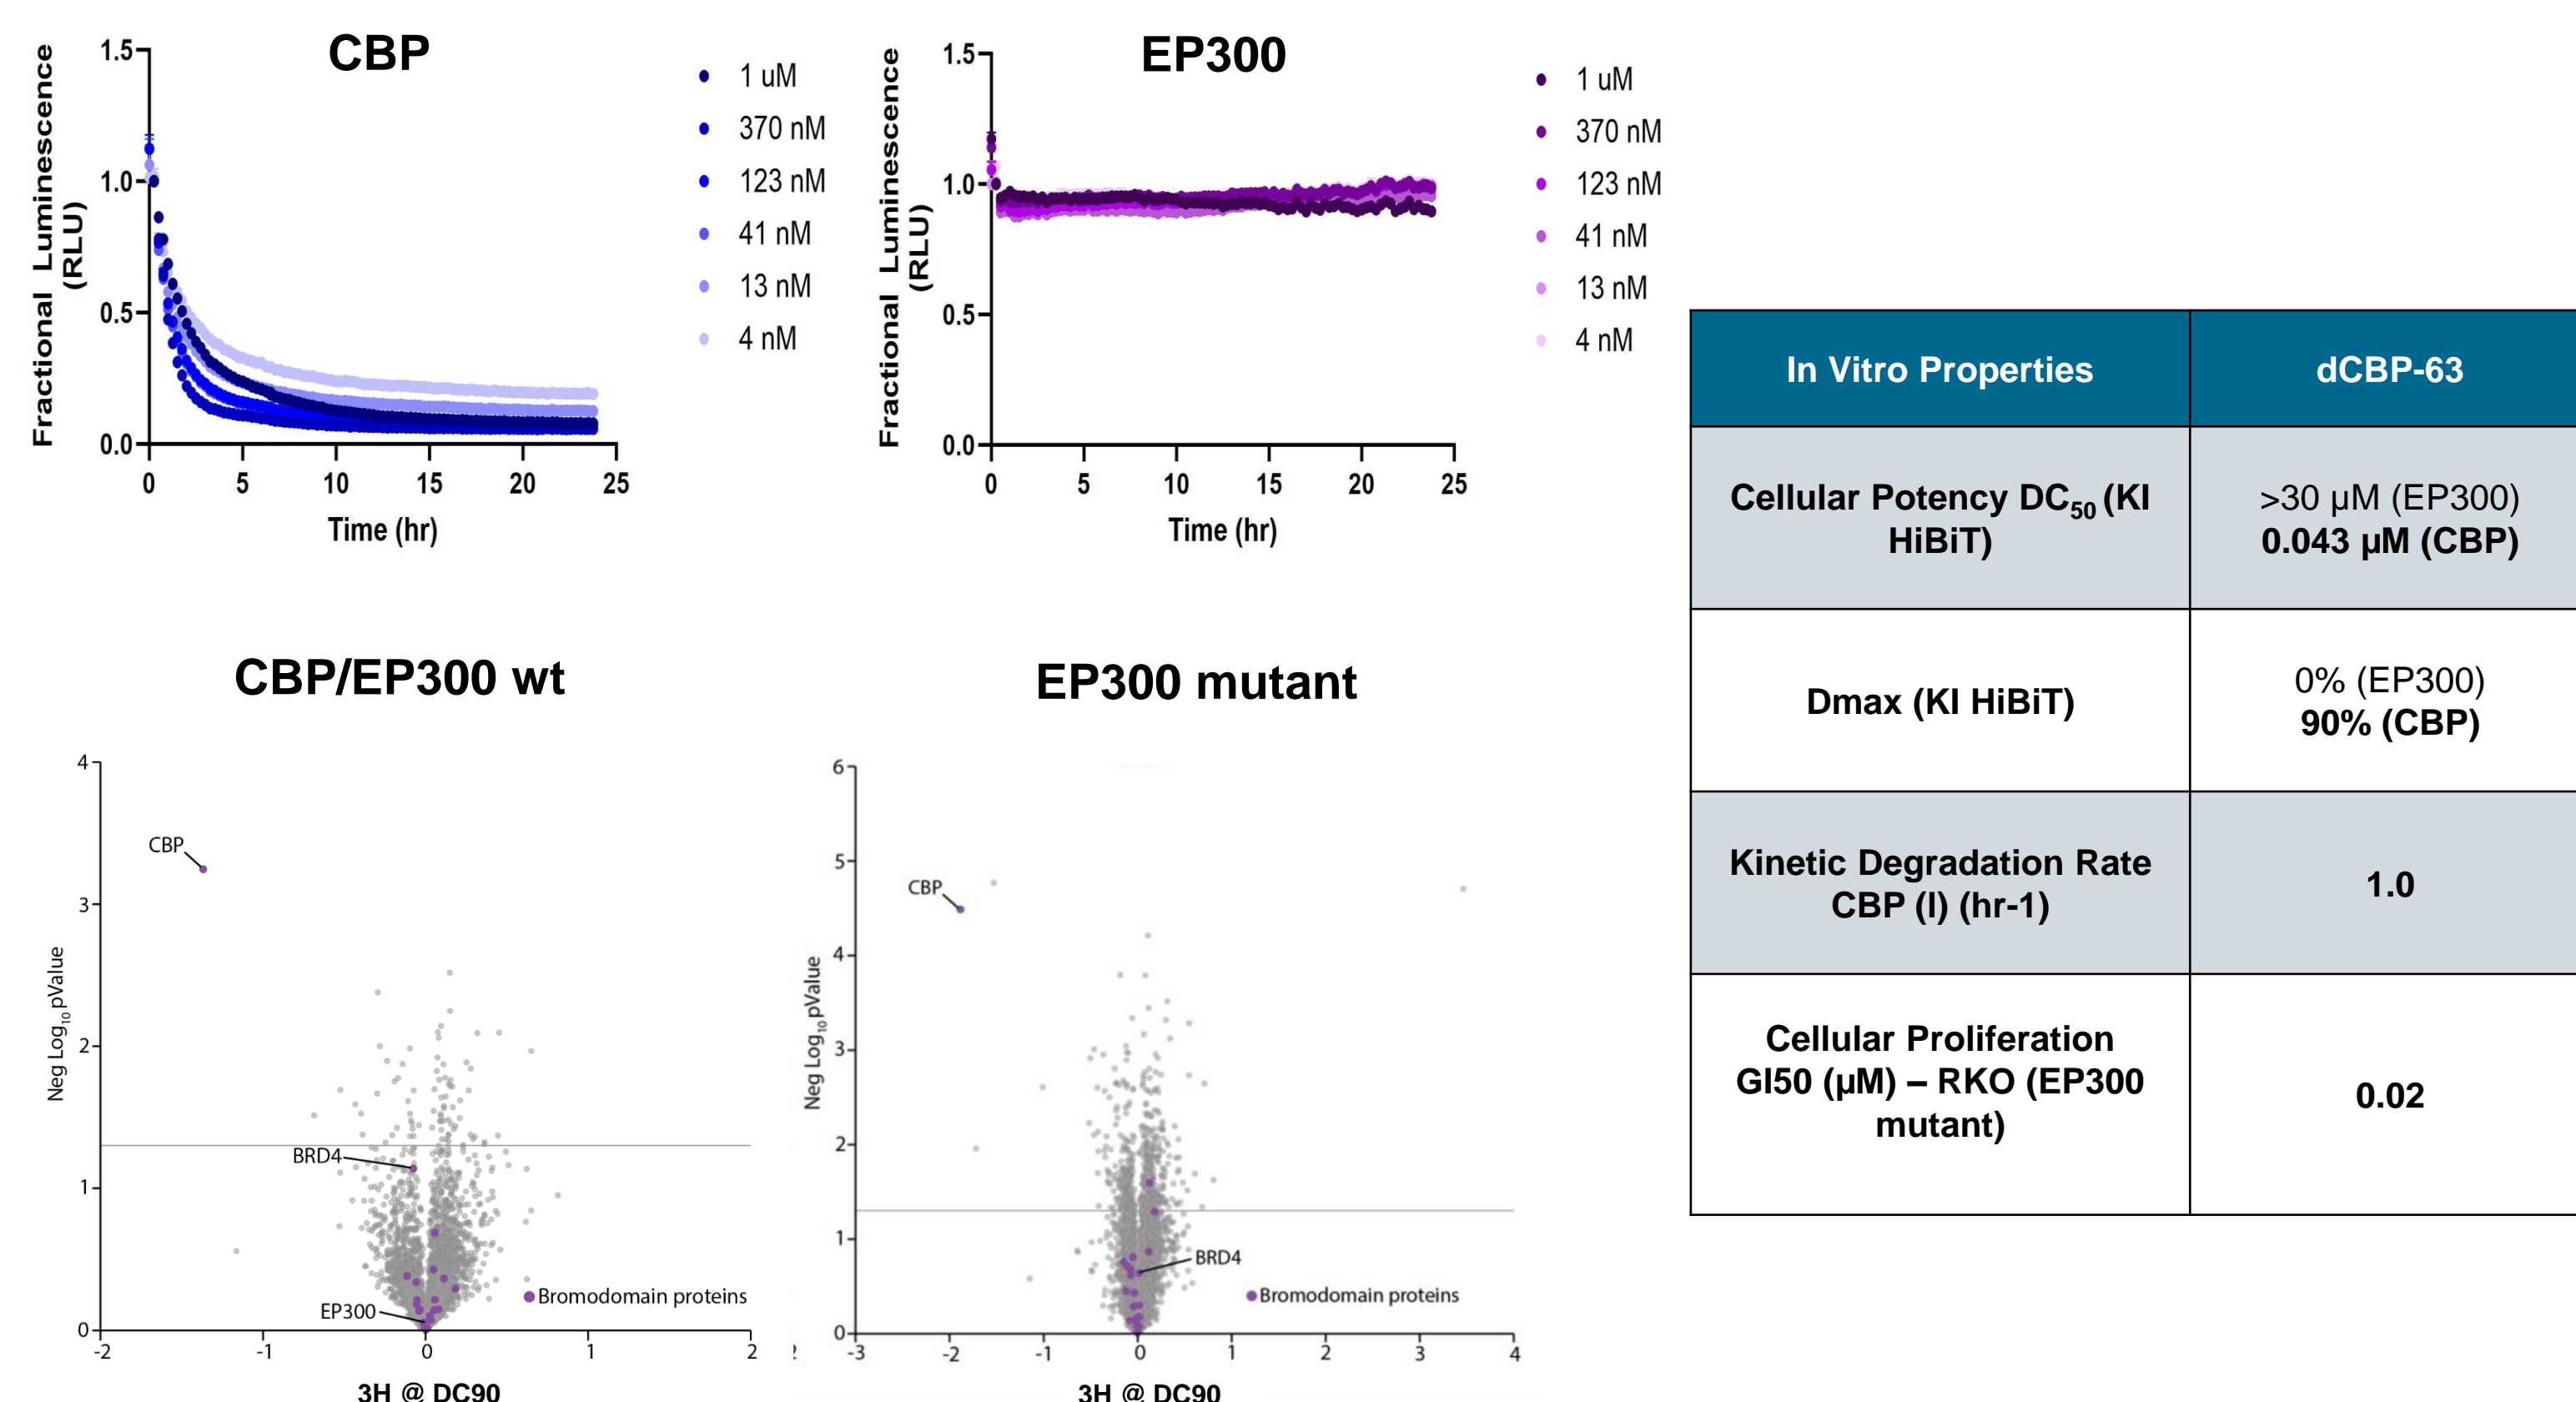 CBP
1.5
1.0
0.5
0.0
Fractional Luminescence
(RLU)
0 5 10 15 20 25
Time (hr)
1 uM
370 nM
123 nM
41 nM
13 nM
4 nM
EP300
1.5
1.0
0.5
0.0
Fractional Luminescence
(RLU)
0 5 10 15 20 25
Time (hr)
1 uM
370 nM
123 nM
41 nM
13 nM
4 nM
In Vitro Properties
dCBP-63
Cellular Potency DC50 (KI
HiBiT)
>30 µM (EP300)
0.043 µM (CBP)
Dmax (KI HiBiT)
0% (EP300)
90% (CBP)
Kinetic Degradation Rate
CBP (l) (hr-1)
1.0
Cellular Proliferation
GI50 (µM) – RKO (EP300
mutant)
0.02
CBP/EP300 wt
4
3
2
1
0
Neg Log10 pValue
CBP
BRD4
EP300
Bromodomain proteins
-2 -1 0 1 2
3H @ DC90
EP300 mutant
6
5
4
3
2
1
0
Neg Log10 pValue
CBP
BRD4
Bromodomain proteins
-3 -2 -1 0 1 2 3 4
3H @ DC90